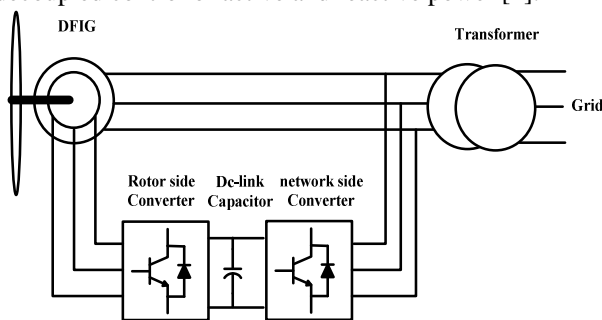 DFIG
Transformer
Grid
Rotor side
Converter
Dc-link
Capacitor
network side
Converter